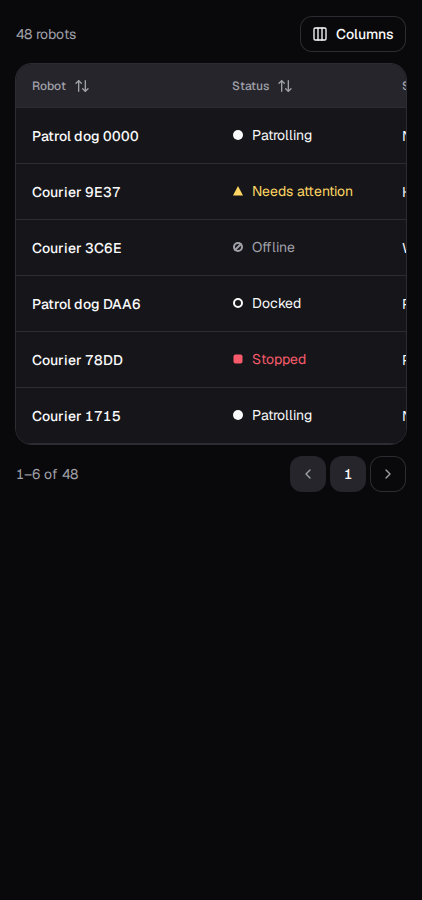 48 robots
Columns
Robot Status
Patrol dog 0000 Patrolling
Courier 9E37 Needs attention
Courier 3C6E Offline
Patrol dog DAA6 Docked
Courier 78DD Stopped
Courier 1715 Patrolling
1–6 of 48
1